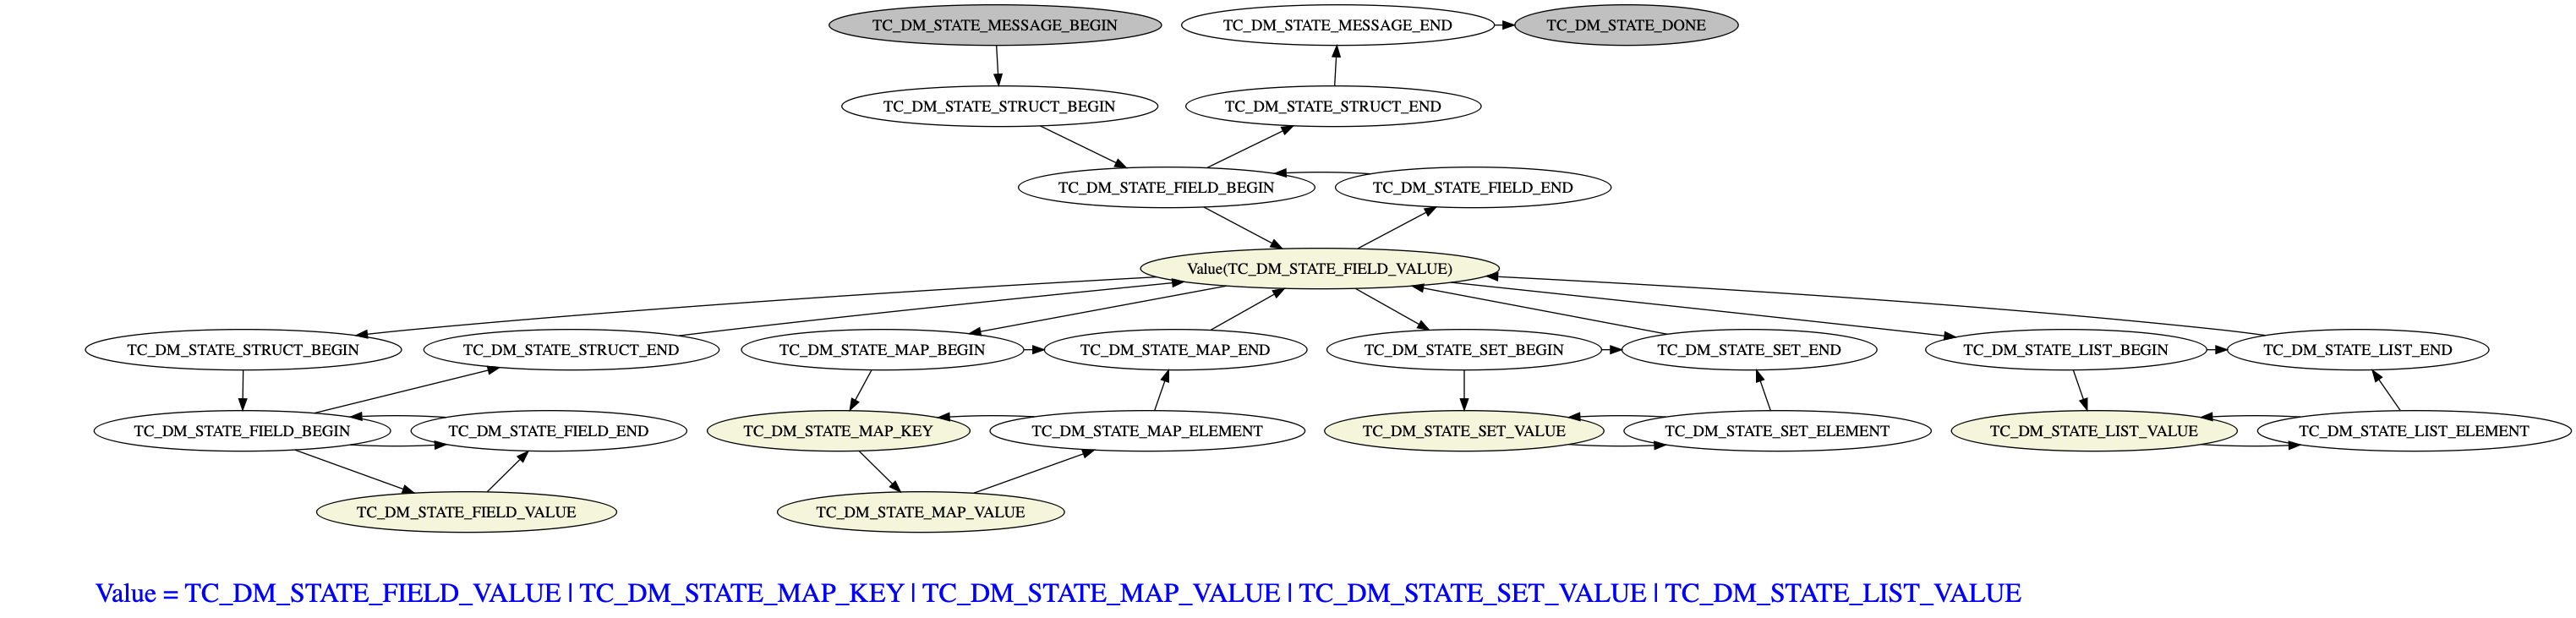 TC_DM_STATE_MESSAGE_BEGIN
TC_DM_STATE_MESSAGE_END
TC_DM_STATE_DONE
TC_DM_STATE_STRUCT_BEGIN
TC_DM_STATE_STRUCT_END
TC_DM_STATE_FIELD_BEGIN
TC_DM_STATE_FIELD_END
Value(TC_DM_STATE_FIELD_VALUE)
TC_DM_STATE_STRUCT_BEGIN
TC_DM_STATE_STRUCT_END
TC_DM_STATE_MAP_BEGIN
TC_DM_STATE_MAP_END
TC_DM_STATE_SET_BEGIN
TC_DM_STATE_SET_END
TC_DM_STATE_LIST_BEGIN
TC_DM_STATE_LIST_END
TC_DM_STATE_FIELD_BEGIN
TC_DM_STATE_FIELD_END
TC_DM_STATE_MAP_KEY
TC_DM_STATE_MAP_ELEMENT
TC_DM_STATE_SET_VALUE
TC_DM_STATE_SET_ELEMENT
TC_DM_STATE_LIST_VALUE
TC_DM_STATE_LIST_ELEMENT
TC_DM_STATE_FIELD_VALUE
TC_DM_STATE_MAP_VALUE
Value = TC_DM_STATE_FIELD_VALUE | TC_DM_STATE_MAP_KEY | TC_DM_STATE_MAP_VALUE | TC_DM_STATE_SET_VALUE | TC_DM_STATE_LIST_VALUE